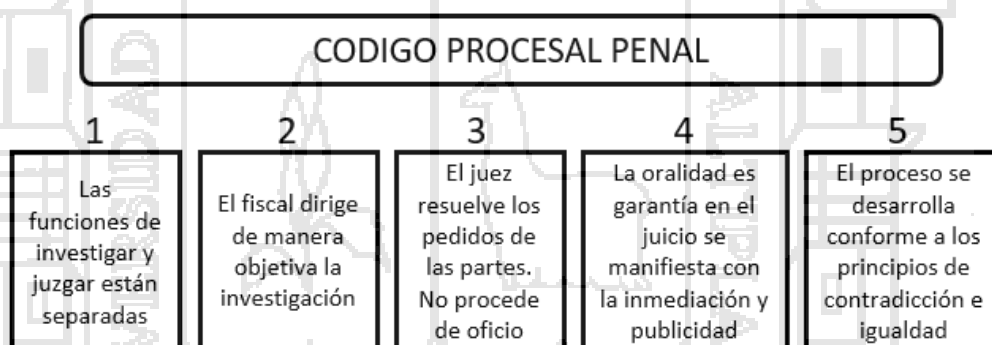 CODIGO PROCESAL PENAL
1
Las
funciones de
investigar y
juzgar están
separadas
2
El fiscal dirige
de manera
objetiva la
investigación
3
El juez
resuelve los
pedidos de
las partes.
No procede
de oficio
4
La oralidad es
garantía en el
juicio se
manifiesta con
la inmediación y
publicidad
5
El proceso se
desarrolla
conforme a los
principios de
contradicción e
igualdad